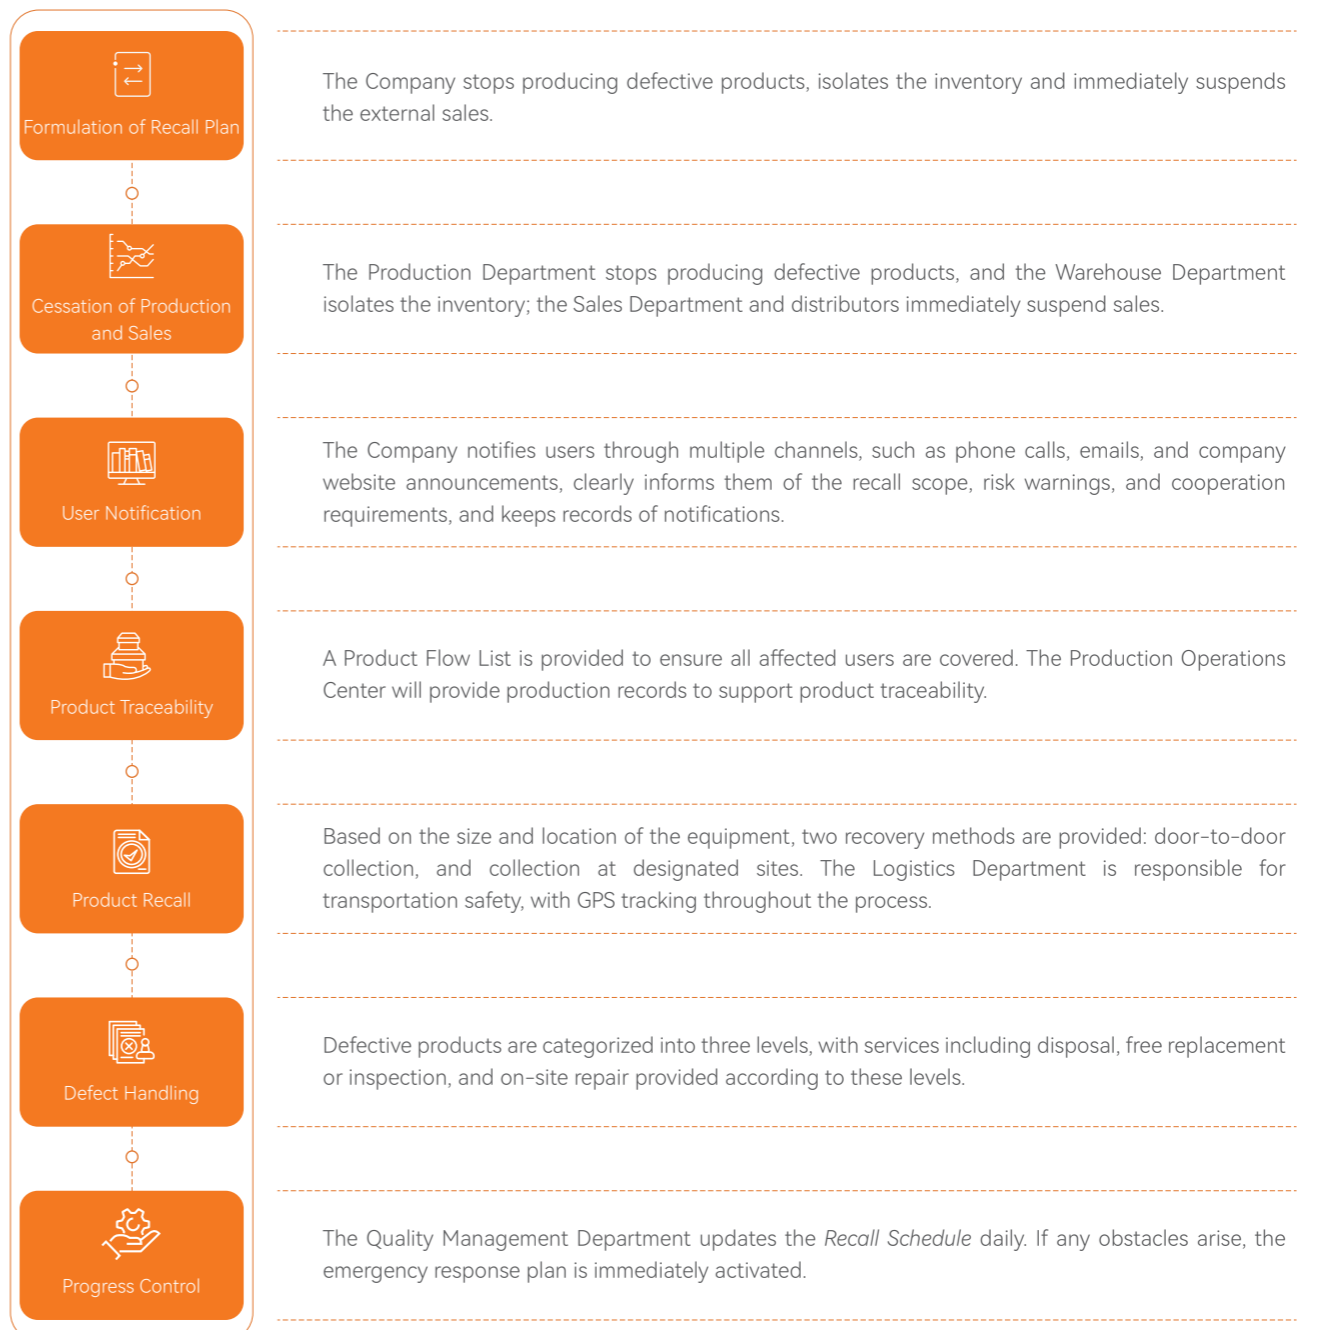 Formulation of Recall Plan
The Company stops producing defective products, isolates the inventory and immediately suspends
the external sales.
Cessation of Production
and Sales
The Production Department stops producing defective products, and the Warehouse Department
isolates the inventory; the Sales Department and distributors immediately suspend sales.
User Notification
The Company notifies users through multiple channels, such as phone calls, emails, and company
website announcements, clearly informs them of the recall scope, risk warnings, and cooperation
requirements, and keeps records of notifications.
Product Traceability
A Product Flow List is provided to ensure all affected users are covered. The Production Operations
Center will provide production records to support product traceability.
Product Recall
Based on the size and location of the equipment, two recovery methods are provided: door-to-door
collection, and collection at designated sites. The Logistics Department is responsible for
transportation safety, with GPS tracking throughout the process.
Defect Handling
Defective products are categorized into three levels, with services including disposal, free replacement
or inspection, and on-site repair provided according to these levels.
Progress Control
The Quality Management Department updates the Recall Schedule daily. If any obstacles arise, the
emergency response plan is immediately activated.